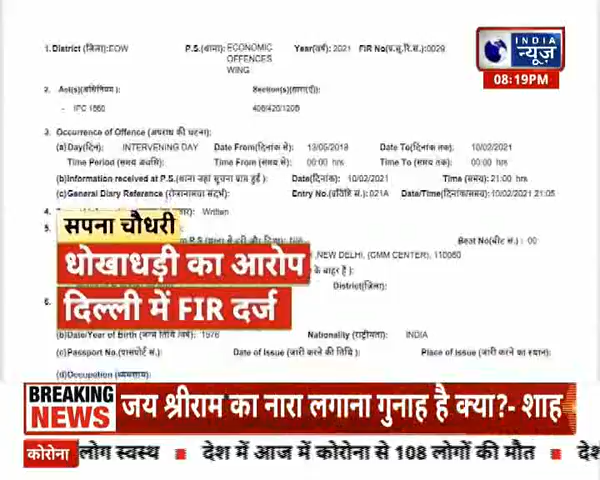 1. District (जिला):EOW P.S.(थाना): ECONOMIC OFFENCES WING Year(वर्ष): 2021 FIR No(प्र.सू.रि.सं.):0029
INDIA
न्यूज़
08:19PM
2. Act(s)(अधिनियम): Section(s)(धारा(एँ)):
- IPC 1860 406/420/120B
3. Occurrence of Offence (अपराध की घटना):
(a)Day(दिन): INTERVENING DAY Date From(दिनांक से): 13/05/2018 Date To(दिनांक तक): 10/02/2021
Time Period (समय अवधि): Time From (समय से): 00:00 hrs Time To (समय तक): 00:00 hrs
(b)Information received at P.S.(थाना जहां सूचना प्राप्त हुई): Date(दिनांक): 10/02/2021 Time (समय): 21:00 hrs
(c)General Diary Reference (रोजनामचा संदर्भ): Entry No.(प्रविष्टि सं.): 021A Date/Time(दिनांक/समय):10/02/2021 21:05
4. Written
सपना चौधरी
5. Beat No(बीट सं.): 00
धोखाधड़ी का आरोप
,NEW DELHI, (CMM CENTER), 110060
के बाहर है):
District(जिला):
दिल्ली में FIR दर्ज
6.
(b)Date/Year of Birth (जन्म तिथि /वर्ष): 1976 Nationality (राष्ट्रीयता): INDIA
(c)Passport No.(पासपोर्ट सं.): Date of Issue (जारी करने की तिथि): Place of Issue (जारी करने का स्थान):
(d)Occupation (व्यवसाय):
BREAKING
NEWS
जय श्रीराम का नारा लगाना गुनाह है क्या?- शाह
कोरोना लोग स्वस्थ देश में आज में कोरोना से 108 लोगों की मौत देश